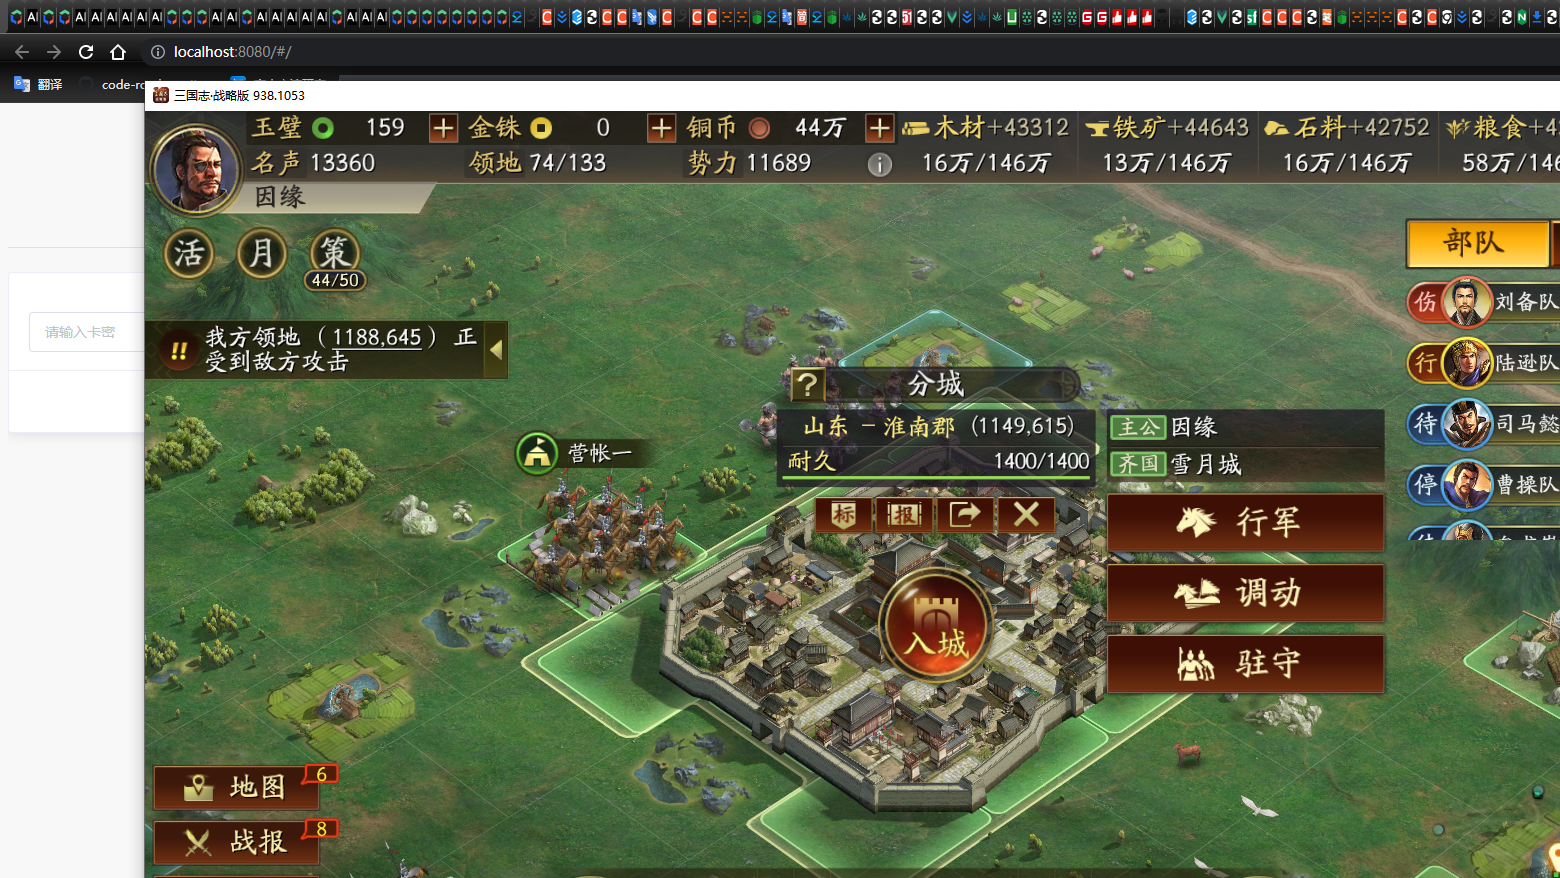 localhost:8080/#/
翻译
code-ro
请输入卡密
三国志·战略版 938.1053
玉璧 159
金铢 0
铜币 44万
木材+43312
铁矿+44643
石料+42752
粮食+4
名声 13360
领地 74/133
势力 11689
16万/146万
13万/146万
16万/146万
58万/146
因缘
活
月
策
44/50
部队
伤 刘备队
行 陆逊队
待 司马懿
停 曹操队
!! 我方领地（1188,645）正
受到敌方攻击
? 分城
山东 - 淮南郡 (1149,615)
耐久 1400/1400
主公 因缘
齐国 雪月城
营帐一
标
报
行军
调动
驻守
入城
地图 6
战报 8